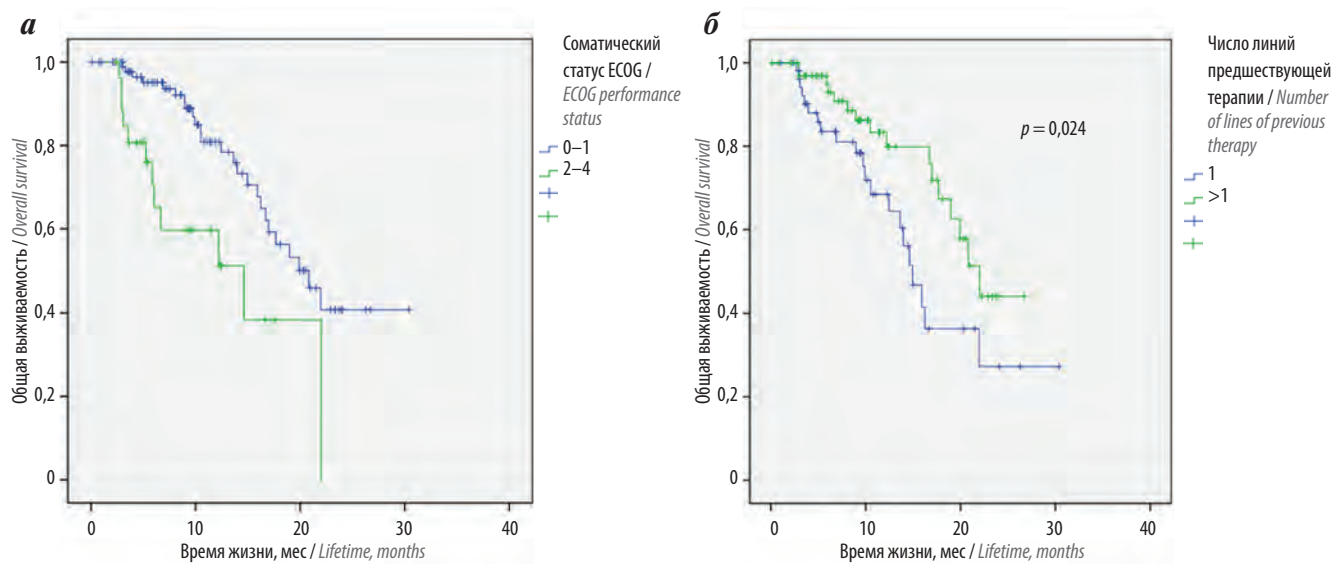 а
Общая выживаемость / Overall survival
1,0
0,8
0,6
0,4
0,2
0
0 10 20 30 40
Время жизни, мес / Lifetime, months
Соматический
статус ECOG /
ECOG performance
status
0–1
2–4
б
Общая выживаемость / Overall survival
1,0
0,8
0,6
0,4
0,2
0
p = 0,024
0 10 20 30 40
Время жизни, мес / Lifetime, months
Число линий
предшествующей
терапии / Number
of lines of previous
therapy
1
>1